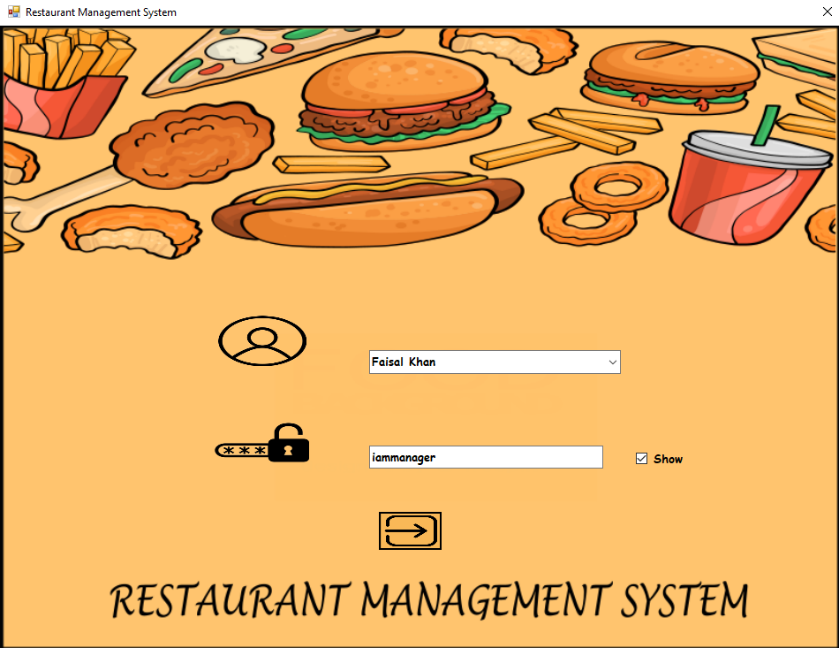 Restaurant Management System
Faisal Khan
***
iammanager
Show
RESTAURANT MANAGEMENT SYSTEM